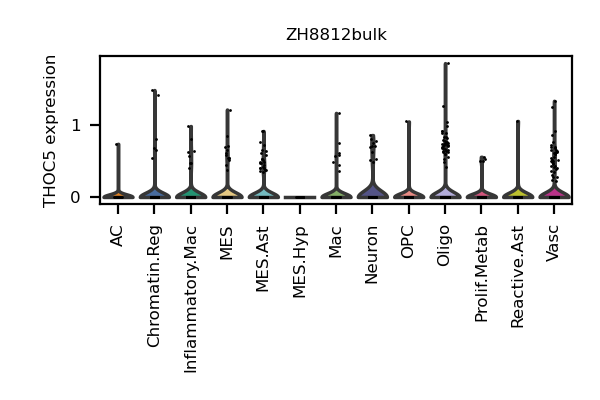 ZH8812bulk
THOC5 expression
1
0
AC
Chromatin.Reg
Inflammatory.Mac
MES
MES.Ast
MES.Hyp
Mac
Neuron
OPC
Oligo
Prolif.Metab
Reactive.Ast
Vasc